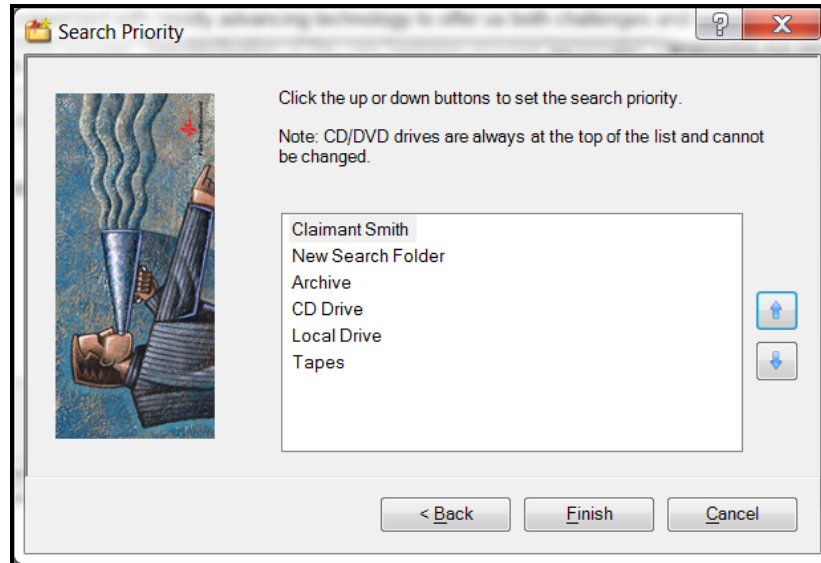 Search Priority
Click the up or down buttons to set the search priority.
Note: CD/DVD drives are always at the top of the list and cannot
be changed.
Claimant Smith
New Search Folder
Archive
CD Drive
Local Drive
Tapes
< Back
Finish
Cancel